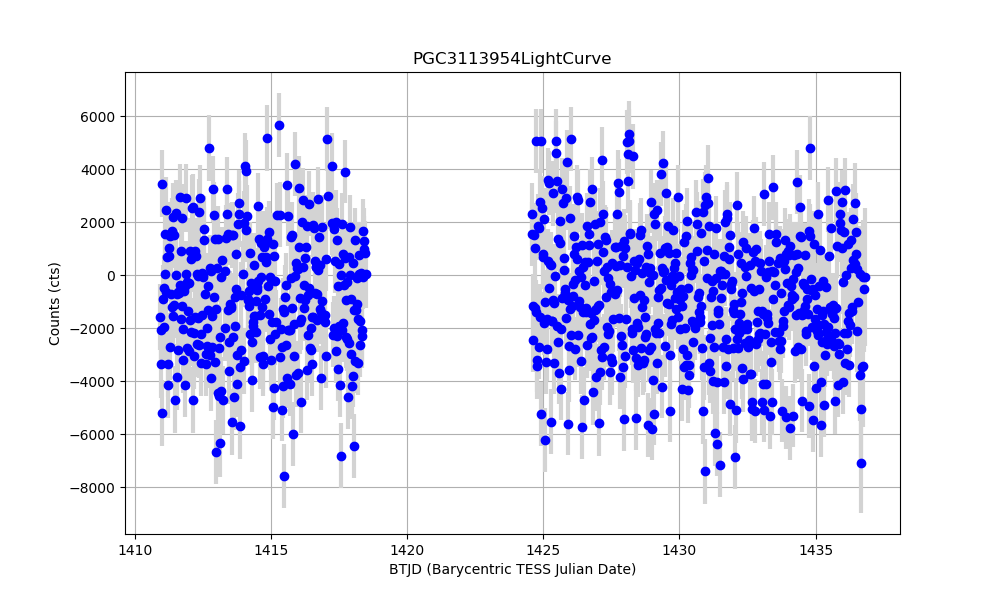 PGC3113954LightCurve
Counts (cts)
6000
4000
2000
0
−2000
−4000
−6000
−8000
1410 1415 1420 1425 1430 1435
BTJD (Barycentric TESS Julian Date)